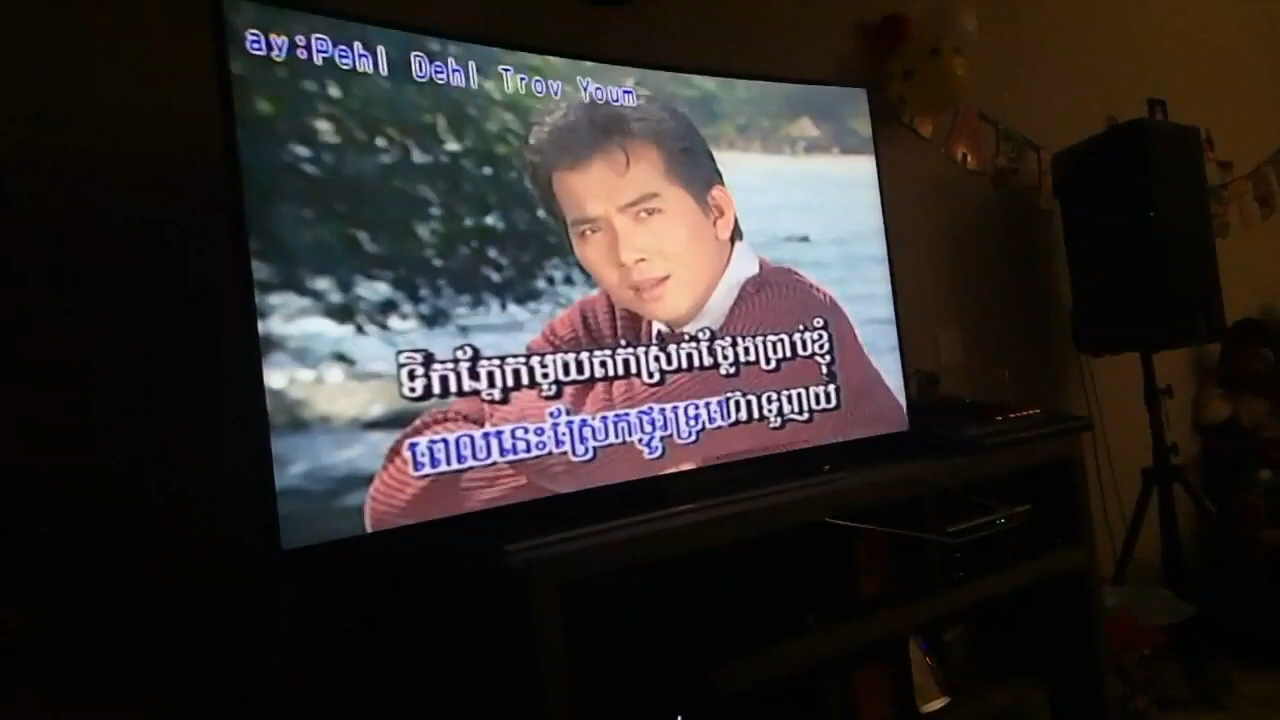 ay:Pehl Dehl Trov Youm
ទឹកភ្នែកមួយតក់ស្រក់ថ្លែងប្រាប់ខ្ញុំ
ពេលនេះស្រែកថ្ងូរទ្រហ៊ោទួញយំ